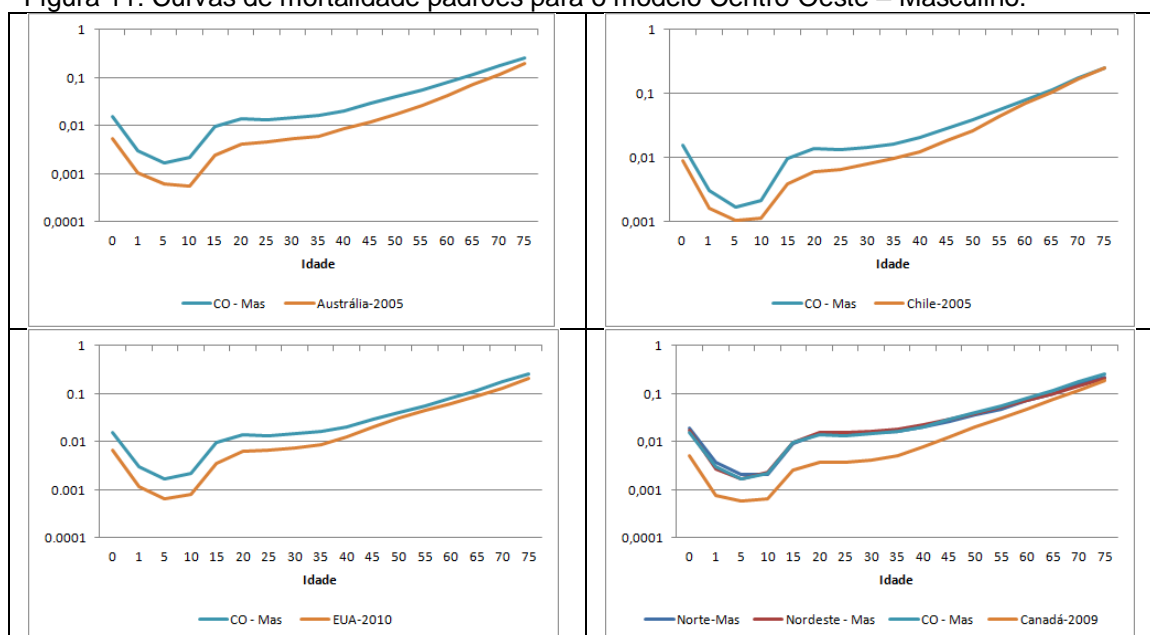 Figura 11. Curvas de mortalidade padrões para o modelo Centro Oeste – Masculino.
1
0,1
0,01
0,001
0,0001
0 1 5 10 15 20 25 30 35 40 45 50 55 60 65 70 75
Idade
CO - Mas Austrália-2005
1
0,1
0,01
0,001
0 1 5 10 15 20 25 30 35 40 45 50 55 60 65 70 75
Idade
CO - Mas Chile-2005
1
0.1
0.01
0.001
0.0001
0 1 5 10 15 20 25 30 35 40 45 50 55 60 65 70 75
Idade
CO - Mas EUA-2010
1
0,1
0,01
0,001
0,0001
0 1 5 10 15 20 25 30 35 40 45 50 55 60 65 70 75
Idade
Norte-Mas Nordeste - Mas CO - Mas Canadá-2009